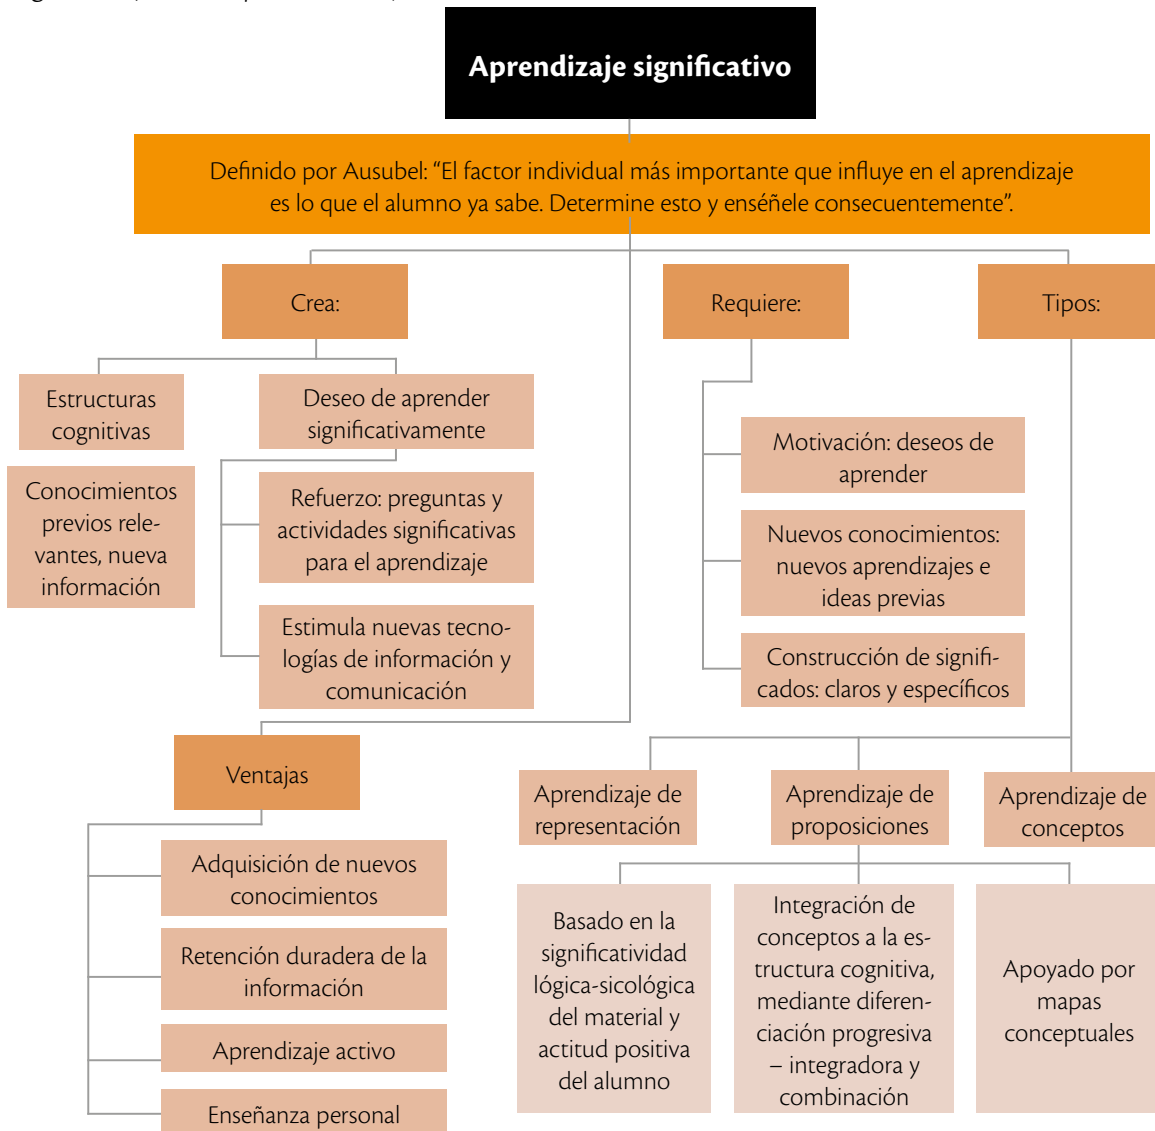 Aprendizaje significativo
Definido por Ausubel: “El factor individual más importante que influye en el aprendizaje
es lo que el alumno ya sabe. Determine esto y enséñele consecuentemente”.
Crea:
Requiere:
Tipos:
Estructuras
cognitivas
Deseo de aprender
significativamente
Conocimientos
previos rele-
vantes, nueva
información
Refuerzo: preguntas y
actividades significativas
para el aprendizaje
Estimula nuevas tecno-
logías de información y
comunicación
Motivación: deseos de
aprender
Nuevos conocimientos:
nuevos aprendizajes e
ideas previas
Construcción de signifi-
cados: claros y específicos
Ventajas
Adquisición de nuevos
conocimientos
Retención duradera de la
información
Aprendizaje activo
Enseñanza personal
Aprendizaje de
representación
Aprendizaje de
proposiciones
Aprendizaje de
conceptos
Basado en la
significatividad
lógica-sicológica
del material y
actitud positiva
del alumno
Integración de
conceptos a la es-
tructura cognitiva,
mediante diferen-
ciación progresiva
– integradora y
combinación
Apoyado por
mapas
conceptuales